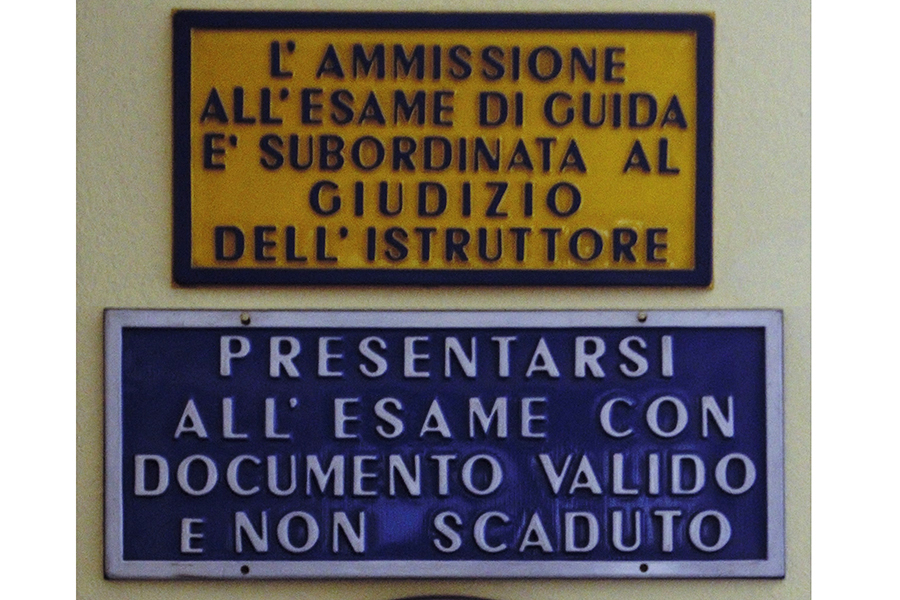 L' AMMISSIONE
ALL'ESAME DI GUIDA
E' SUBORDINATA AL
GIUDIZIO
DELL'ISTRUTTORE
PRESENTARSI
ALL' ESAME CON
DOCUMENTO VALIDO
E NON SCADUTO